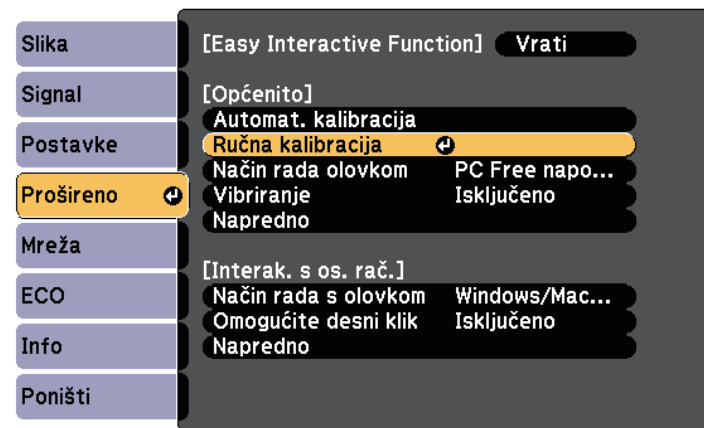 Slika
Signal
Postavke
Prošireno
Mreža
ECO
Info
Poništi
[Easy Interactive Function] Vrati
[Općenito]
Automat. kalibracija
Ručna kalibracija
Način rada olovkom PC Free napo...
Vibriranje Isključeno
Napredno
[Interak. s os. rač.]
Način rada s olovkom Windows/Mac...
Omogućite desni klik Isključeno
Napredno